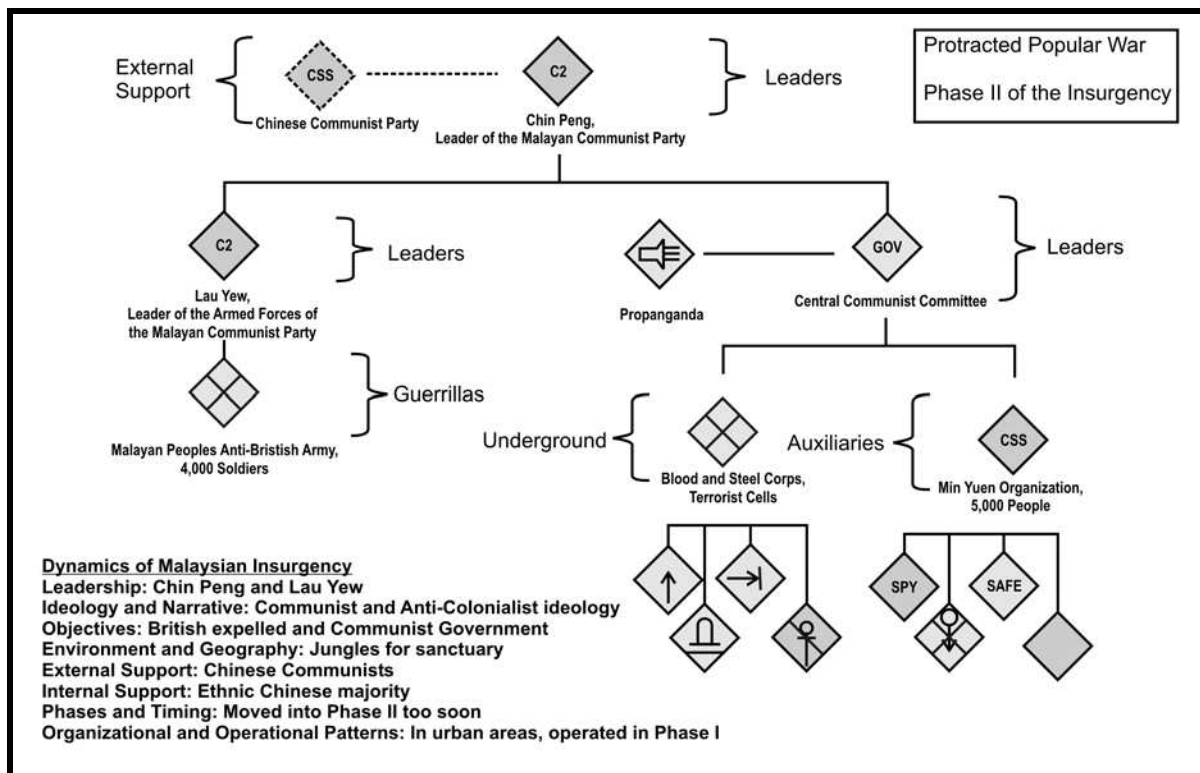 External
Support
CSS
Chinese Communist Party
C2
Chin Peng,
Leader of the Malayan Communist Party
Leaders
Protracted Popular War
Phase II of the Insurgency
C2
Leaders
Lau Yew,
Leader of the Armed Forces of
the Malayan Communist Party
Propanganda
GOV
Central Communist Committee
Leaders
Guerrillas
Malayan Peoples Anti-Bristish Army,
4,000 Soldiers
Underground
Blood and Steel Corps,
Terrorist Cells
Auxiliaries
CSS
Min Yuen Organization,
5,000 People
SPY
SAFE
Dynamics of Malaysian Insurgency
Leadership: Chin Peng and Lau Yew
Ideology and Narrative: Communist and Anti-Colonialist ideology
Objectives: British expelled and Communist Government
Environment and Geography: Jungles for sanctuary
External Support: Chinese Communists
Internal Support: Ethnic Chinese majority
Phases and Timing: Moved into Phase II too soon
Organizational and Operational Patterns: In urban areas, operated in Phase I